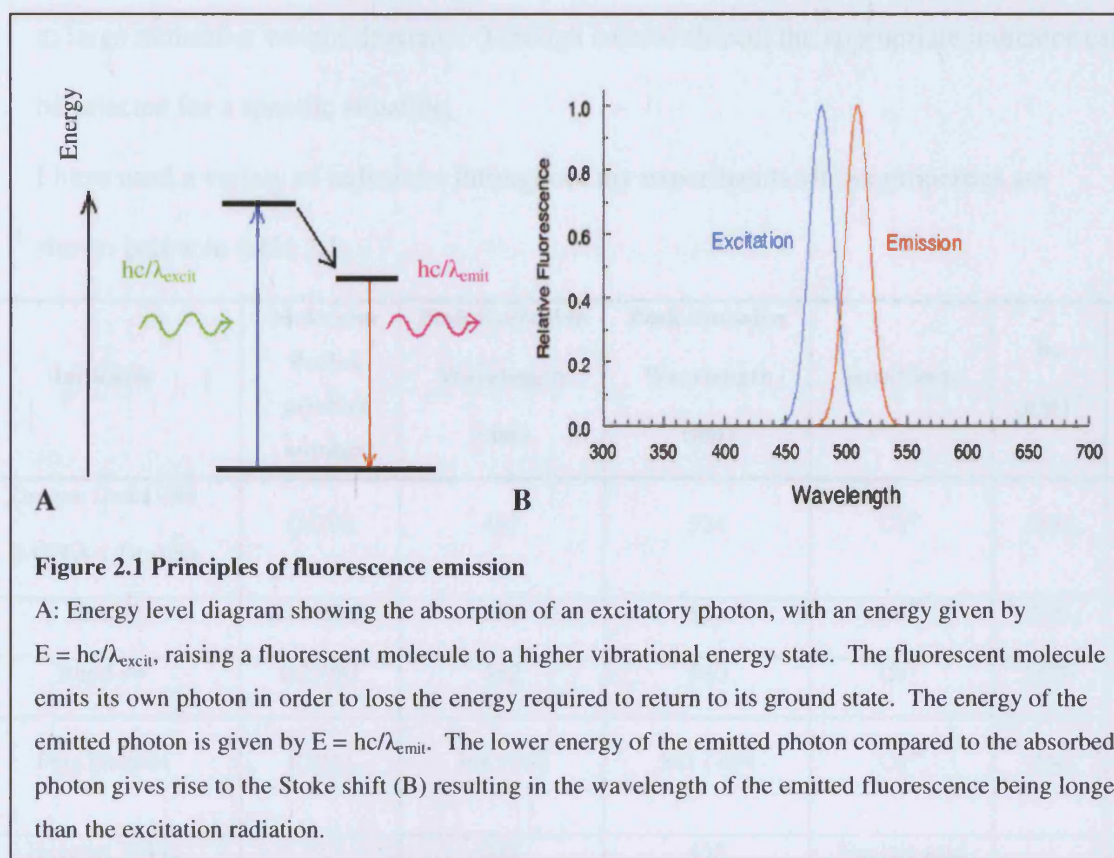 Energy
hc/λexcit
hc/λemit
A
Relative Fluorescence
1.0
0.8
0.6
0.4
0.2
0.0
Excitation
Emission
300 350 400 450 500 550 600 650 700
Wavelength
B
Figure 2.1 Principles of fluorescence emission
A: Energy level diagram showing the absorption of an excitatory photon, with an energy given by
E = hc/λexcit, raising a fluorescent molecule to a higher vibrational energy state. The fluorescent molecule
emits its own photon in order to lose the energy required to return to its ground state. The energy of the
emitted photon is given by E = hc/λemit. The lower energy of the emitted photon compared to the absorbed
photon gives rise to the Stoke shift (B) resulting in the wavelength of the emitted fluorescence being longer
than the excitation radiation.